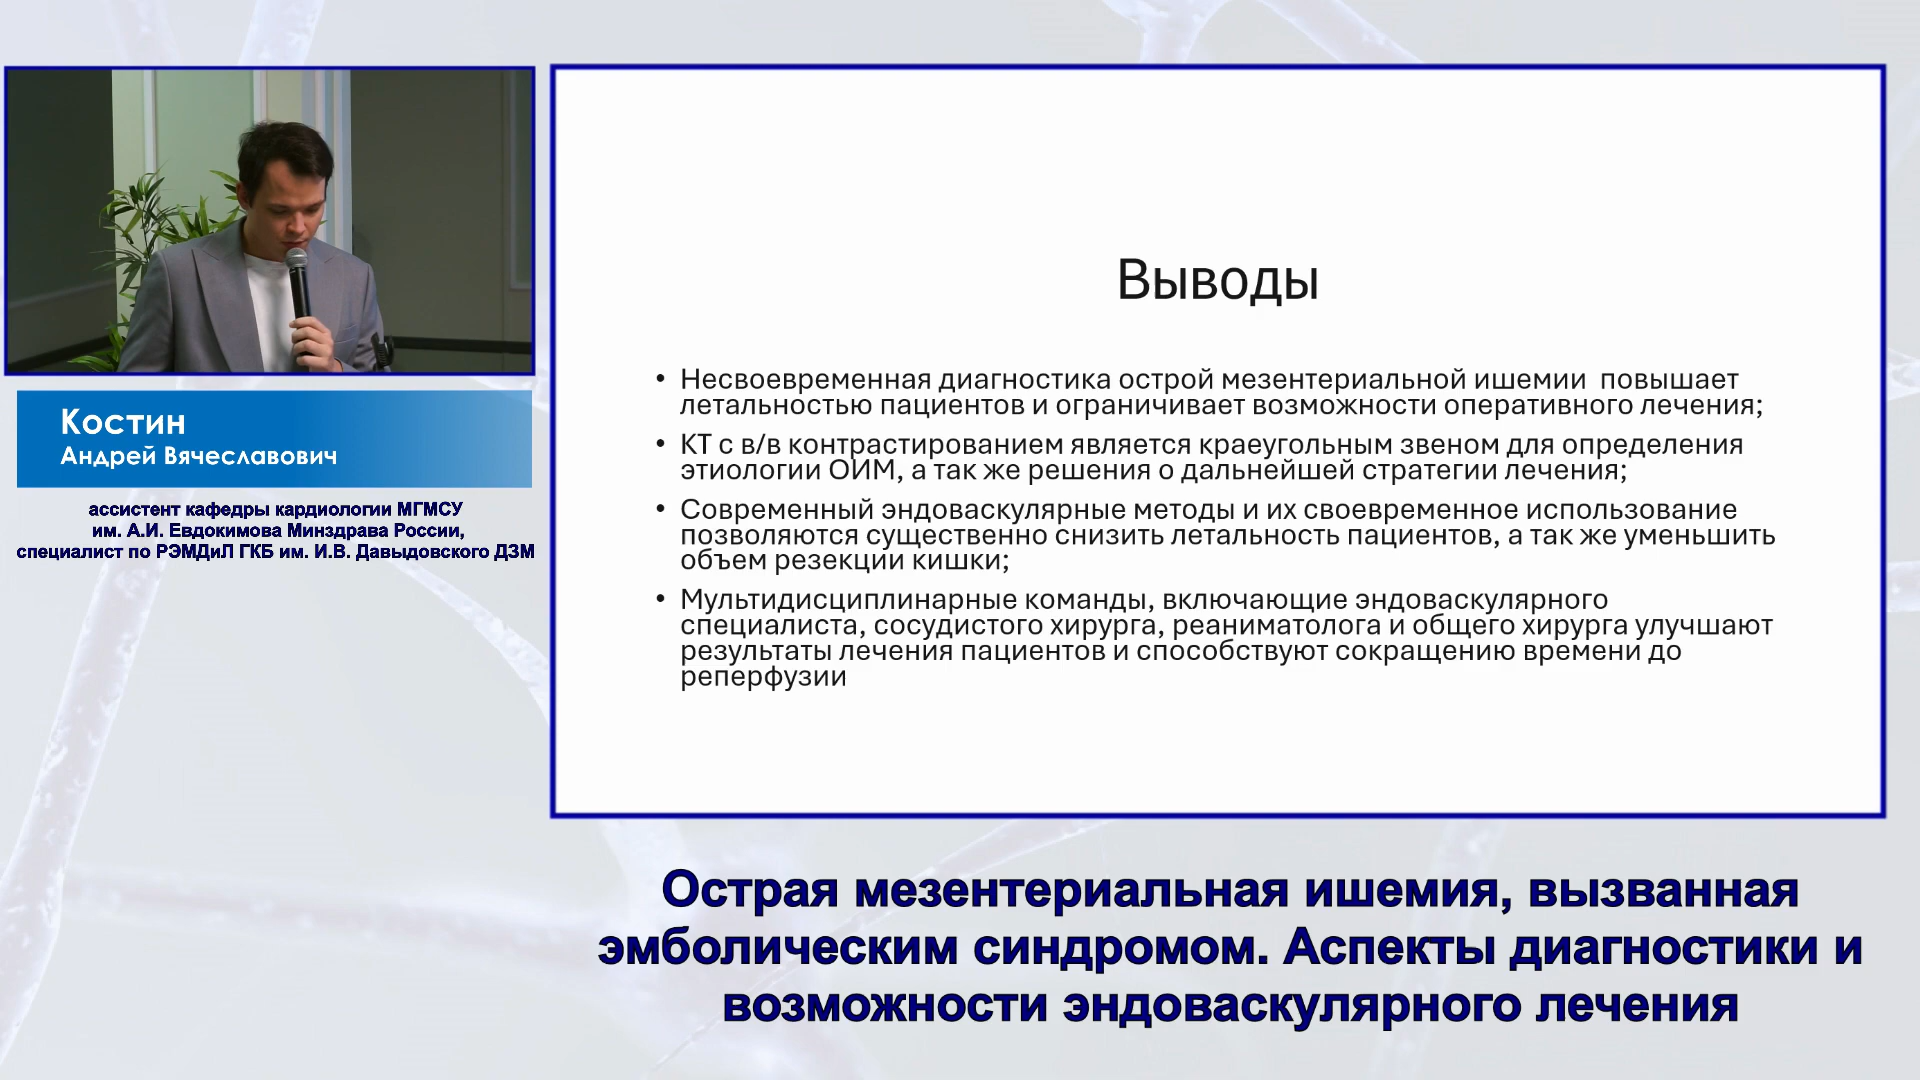 Костин
Андрей Вячеславович
ассистент кафедры кардиологии МГМСУ
им. А.И. Евдокимова Минздрава России,
специалист по РЭМДиЛ ГКБ им. И.В. Давыдовского ДЗМ
Выводы
• Несвоевременная диагностика острой мезентериальной ишемии повышает
летальностью пациентов и ограничивает возможности оперативного лечения;
• КТ с в/в контрастированием является краеугольным звеном для определения
этиологии ОИМ, а так же решения о дальнейшей стратегии лечения;
• Современный эндоваскулярные методы и их своевременное использование
позволяются существенно снизить летальность пациентов, а так же уменьшить
объем резекции кишки;
• Мультидисциплинарные команды, включающие эндоваскулярного
специалиста, сосудистого хирурга, реаниматолога и общего хирурга улучшают
результаты лечения пациентов и способствуют сокращению времени до
реперфузии
Острая мезентериальная ишемия, вызванная
эмболическим синдромом. Аспекты диагностики и
возможности эндоваскулярного лечения